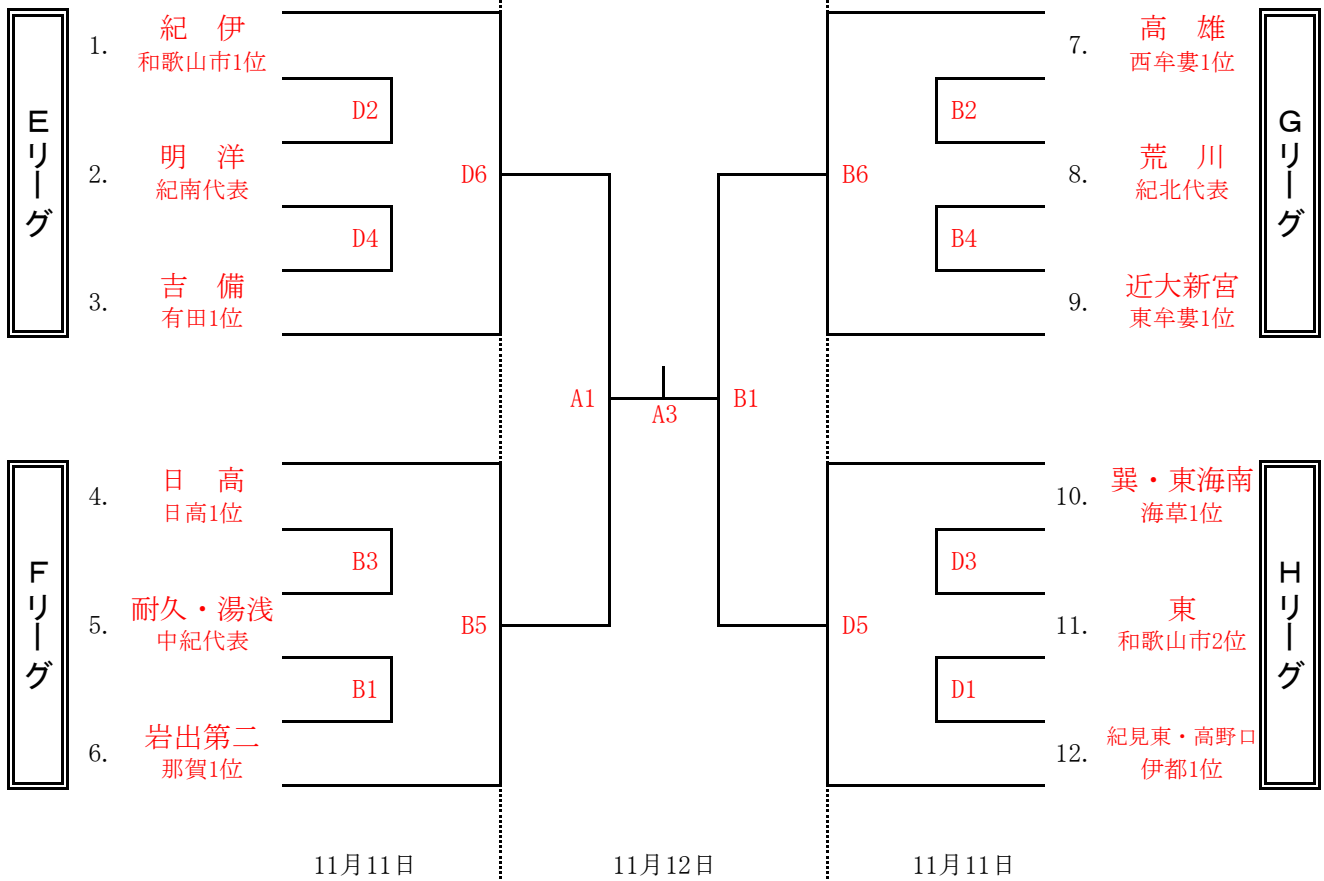 Eリーグ
1.
紀　伊
和歌山市1位
D2
2.
明　洋
紀南代表
D6
D4
3.
吉　備
有田1位
Fリーグ
4.
日　高
日高1位
B3
5.
耐久・湯浅
中紀代表
B5
B1
6.
岩出第二
那賀1位
A1
A3
B1
Gリーグ
7.
高　雄
西牟婁1位
B2
B6
8.
荒　川
紀北代表
B4
9.
近大新宮
東牟婁1位
Hリーグ
10.
巽・東海南
海草1位
D3
D5
11.
東
和歌山市2位
D1
12.
紀見東・高野口
伊都1位
11月11日
11月12日
11月11日